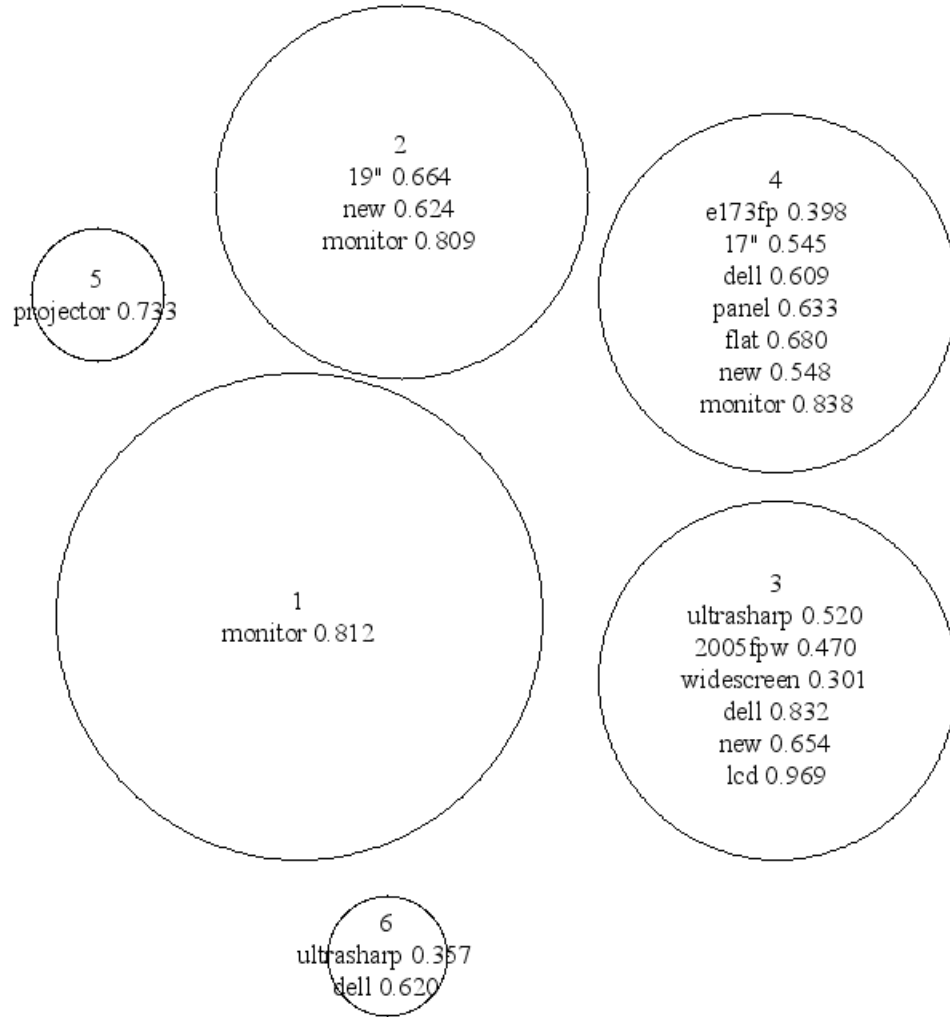 2
19" 0.664
new 0.624
monitor 0.809
4
e173fp 0.398
17" 0.545
dell 0.609
panel 0.633
flat 0.680
new 0.548
monitor 0.838
5
projector 0.733
1
monitor 0.812
3
ultrasharp 0.520
2005fpw 0.470
widescreen 0.301
dell 0.832
new 0.654
lcd 0.969
6
ultrasharp 0.357
dell 0.620